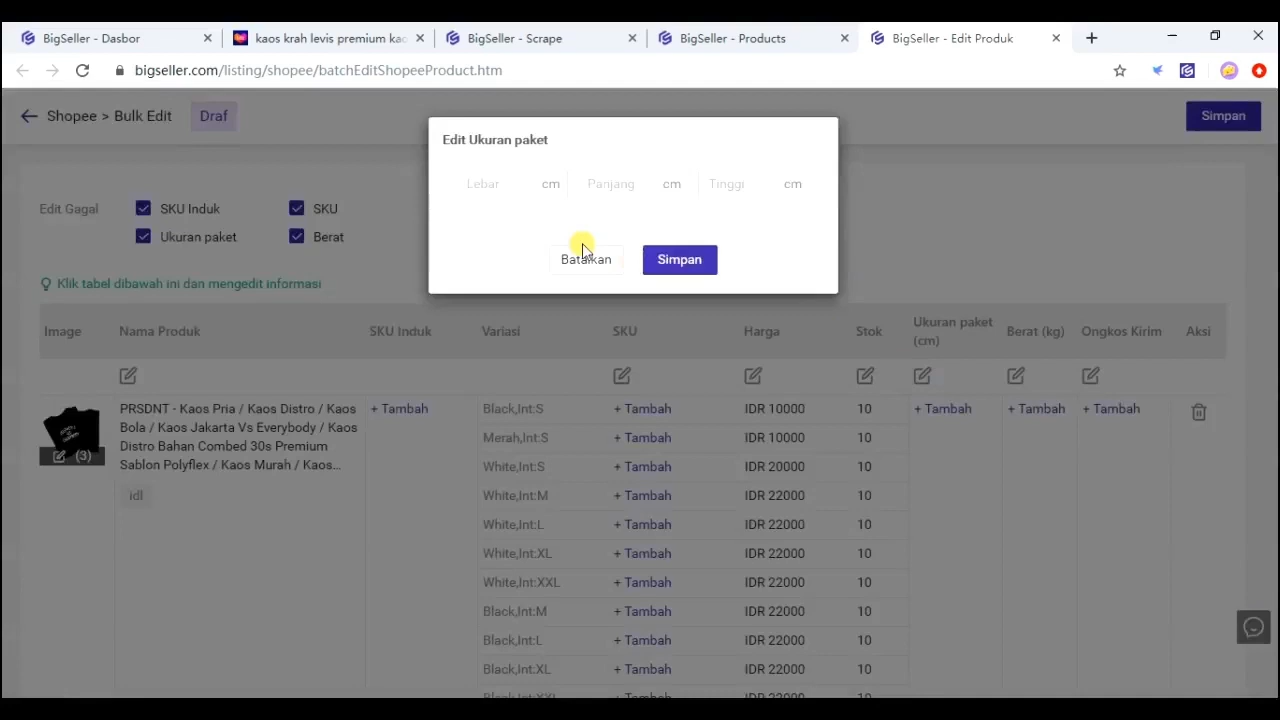 BigSeller - Dasbor
kaos krah levis premium kao
BigSeller - Scrape
BigSeller - Products
BigSeller - Edit Produk
bigseller.com/listing/shopee/batchEditShopeeProduct.htm
Shopee > Bulk Edit Draf
Simpan
Edit Ukuran paket
Lebar cm Panjang cm Tinggi cm
Batalkan Simpan
Edit Gagal SKU Induk SKU
Ukuran paket Berat
Klik tabel dibawah ini dan mengedit informasi
Image Nama Produk SKU Induk Variasi SKU Harga Stok Ukuran paket (cm) Berat (kg) Ongkos Kirim Aksi
PRSDNT - Kaos Pria / Kaos Distro / Kaos
Bola / Kaos Jakarta Vs Everybody / Kaos
Distro Bahan Combed 30s Premium
Sablon Polyflex / Kaos Murah / Kaos...
(3)
idl
+ Tambah
Black,Int:S + Tambah IDR 10000 10 + Tambah + Tambah + Tambah
Merah,Int:S + Tambah IDR 10000 10
White,Int:S + Tambah IDR 20000 10
White,Int:M + Tambah IDR 22000 10
White,Int:L + Tambah IDR 22000 10
White,Int:XL + Tambah IDR 22000 10
White,Int:XXL + Tambah IDR 22000 10
Black,Int:M + Tambah IDR 22000 10
Black,Int:L + Tambah IDR 22000 10
Black,Int:XL + Tambah IDR 22000 10
Black,Int:XXL + Tambah IDR 22000 10